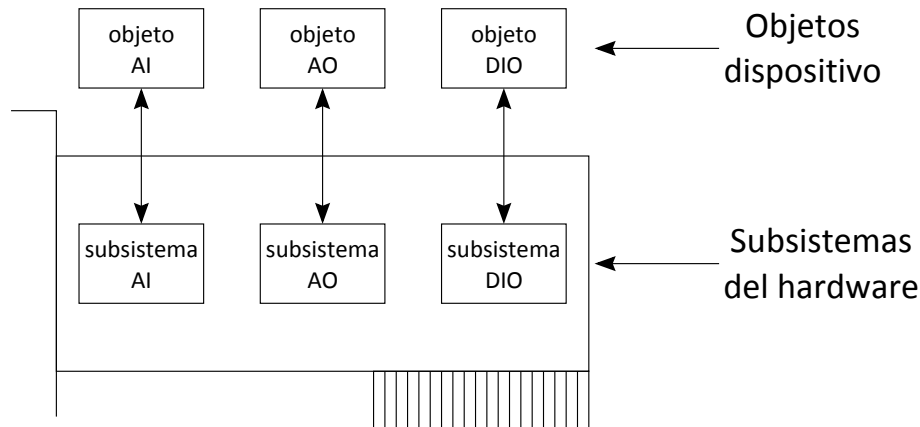 objeto
AI
objeto
AO
objeto
DIO
Objetos
dispositivo
subsistema
AI
subsistema
AO
subsistema
DIO
Subsistemas
del hardware